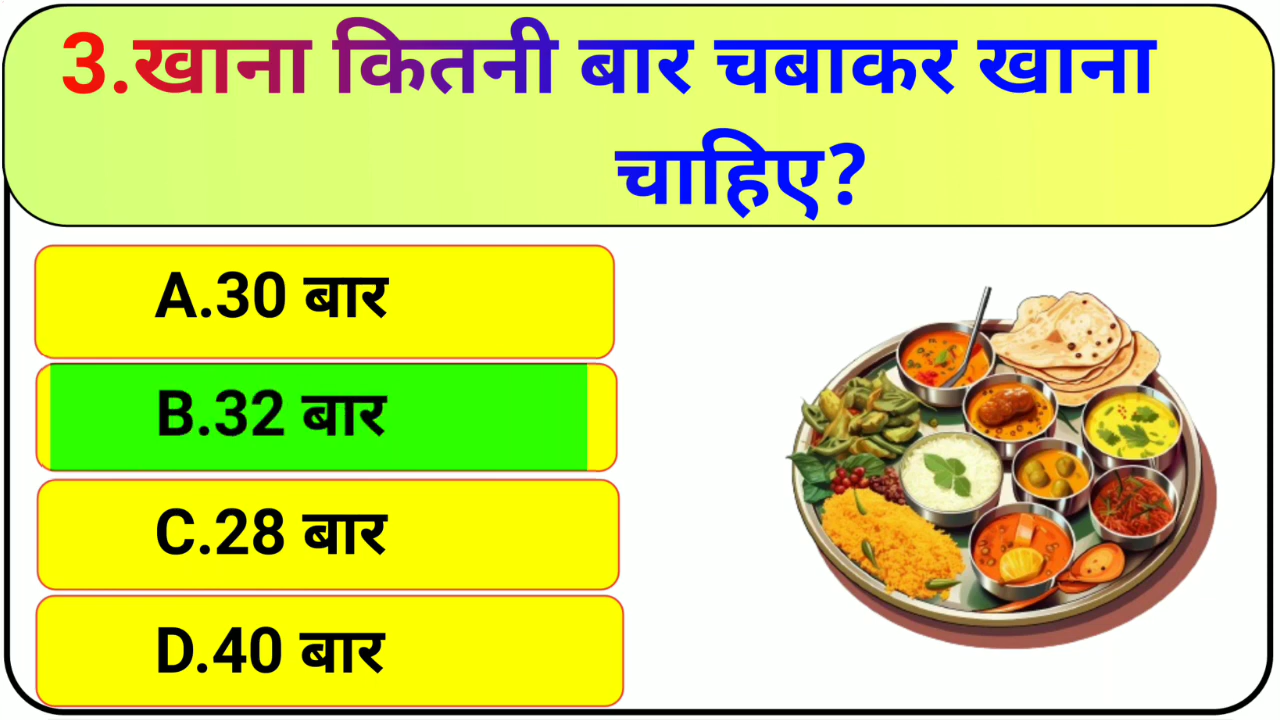 3.खाना कितनी बार चबाकर खाना
चाहिए?
A.30 बार
B.32 बार
C.28 बार
D.40 बार